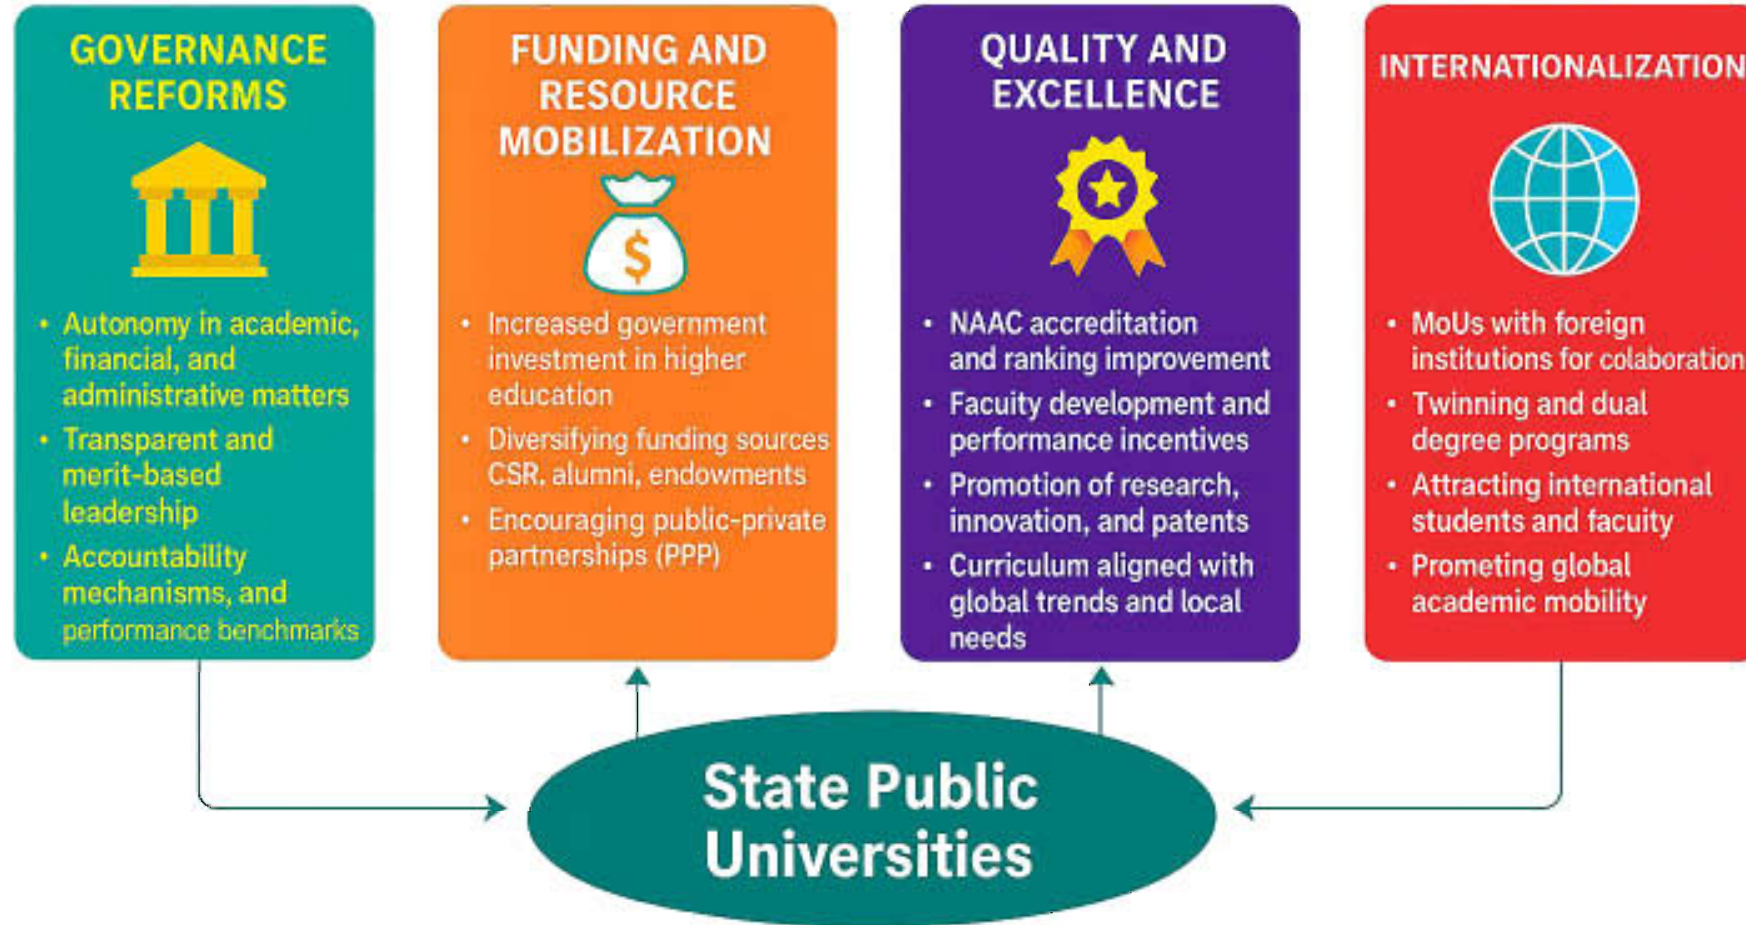 GOVERNANCE
REFORMS
• Autonomy in academic,
financial, and
administrative matters
• Transparent and
merit-based
leadership
• Accountability
mechanisms, and
performance benchmarks
FUNDING AND
RESOURCE
MOBILIZATION
$
• Increased government
investment in higher
education
• Diversifying funding sources
CSR. alumni, endowments
• Encouraging public-private
partnerships (PPP)
QUALITY AND
EXCELLENCE
• NAAC accreditation
and ranking improvement
• Facuity development and
performance incentives
• Promotion of research,
innovation, and patents
• Curriculum aligned with
global trends and local
needs
INTERNATIONALIZATION
• MoUs with foreign
institutions for colaboration
• Twinning and dual
degree programs
• Attracting international
students and facuity
• Prometing global
academic mobility
State Public
Universities